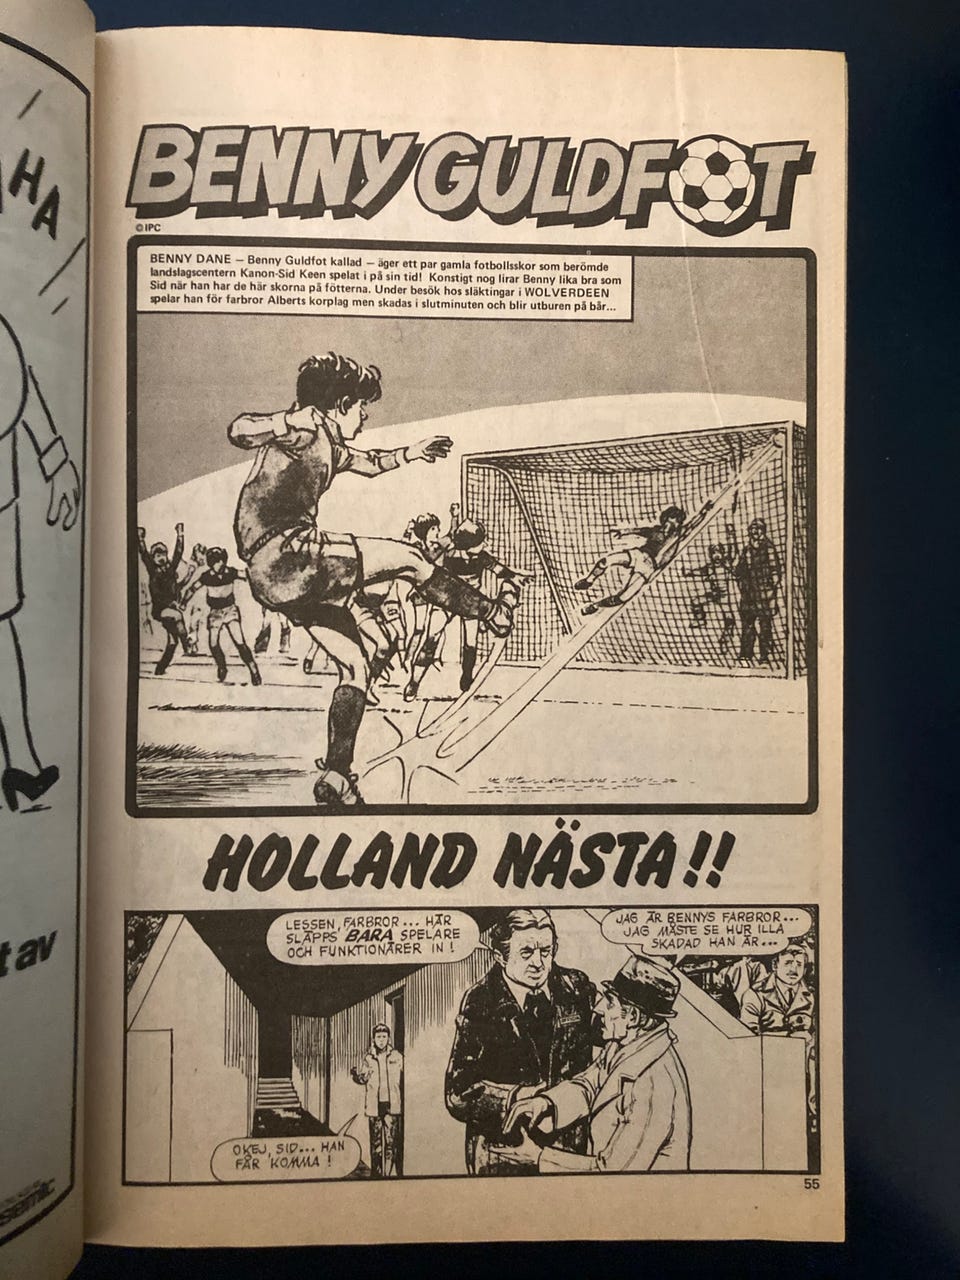 HA
BENNY GULDFOT
© IPC
BENNY DANE – Benny Guldfot kallad – äger ett par gamla fotbollsskor som berömde
landslagscentern Kanon-Sid Keen spelat i på sin tid! Konstigt nog lirar Benny lika bra som
Sid när han har de här skorna på fötterna. Under besök hos släktingar i WOLVERDEEN
spelar han för farbror Alberts korplag men skadas i slutminuten och blir utburen på bår...
HOLLAND NÄSTA!!
LESSEN, FARBROR... HÄR
SLÄPPS BARA SPELARE
OCH FUNKTIONÄRER IN!
JAG ÄR BENNYS FARBROR...
JAG MÅSTE SE HUR ILLA
SKADAD HAN ÄR...
OKEJ, SID... HAN
FÅR KOMMA!
t av
semic
55